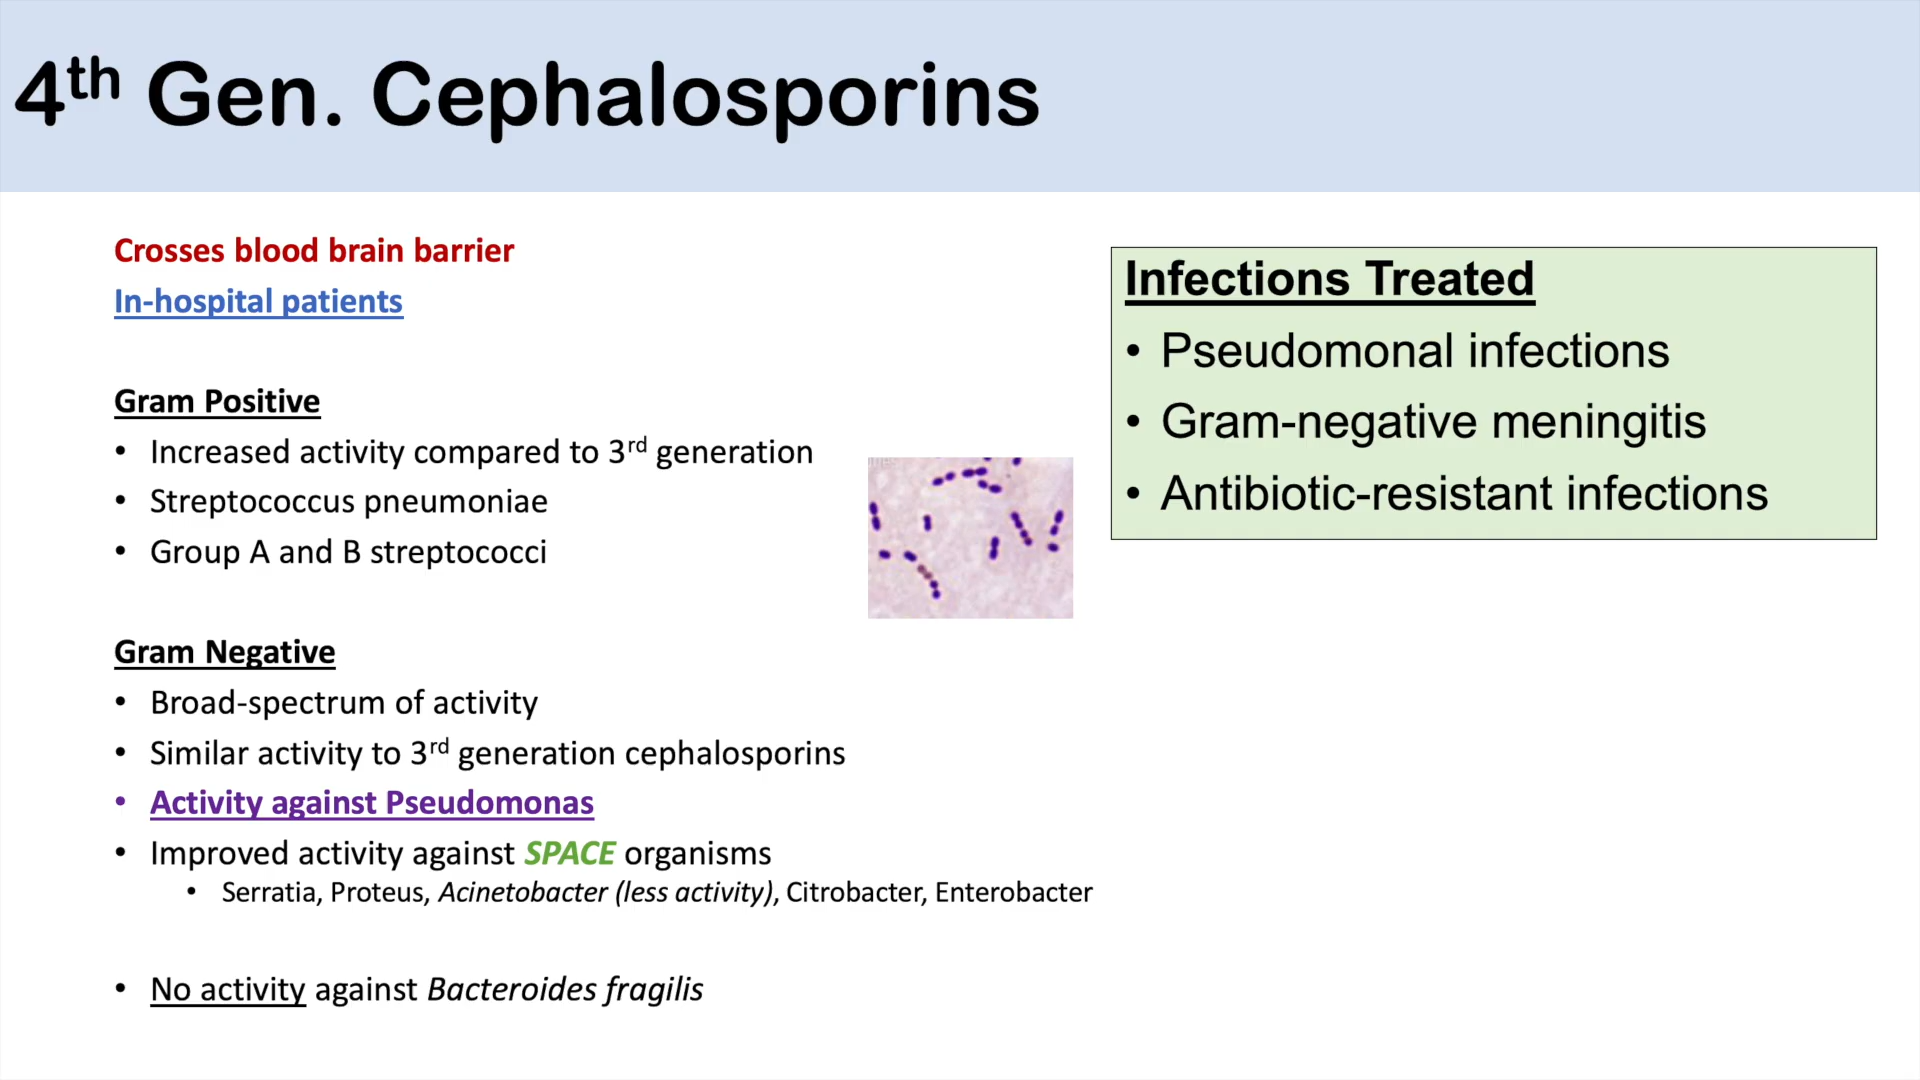 4th Gen. Cephalosporins
Crosses blood brain barrier
In-hospital patients
Gram Positive
• Increased activity compared to 3rd generation
• Streptococcus pneumoniae
• Group A and B streptococci
Gram Negative
• Broad-spectrum of activity
• Similar activity to 3rd generation cephalosporins
• Activity against Pseudomonas
• Improved activity against SPACE organisms
• Serratia, Proteus, Acinetobacter (less activity), Citrobacter, Enterobacter
• No activity against Bacteroides fragilis
Infections Treated
• Pseudomonal infections
• Gram-negative meningitis
• Antibiotic-resistant infections